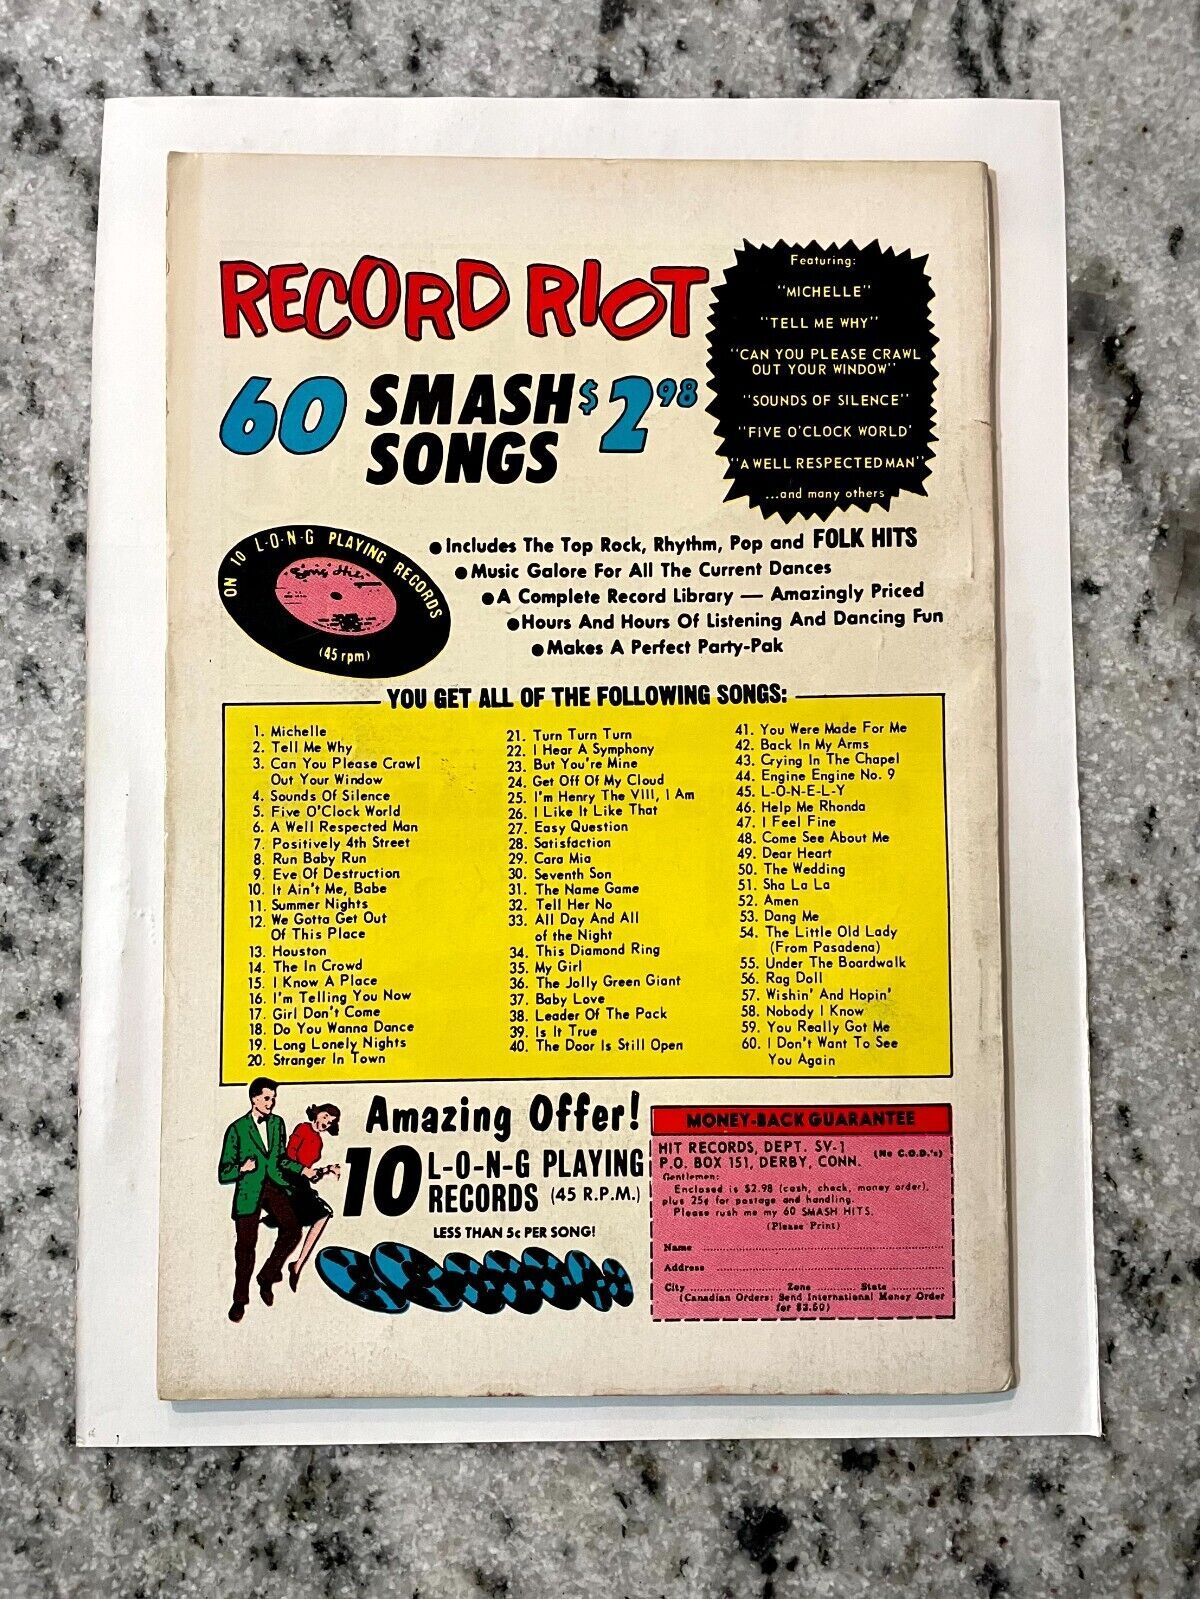 RECORD RIOT
60 SMASH SONGS $2.98
Featuring:
"MICHELLE"
"TELL ME WHY"
"CAN YOU PLEASE CRAWL
OUT YOUR WINDOW"
"SOUNDS OF SILENCE"
"FIVE O'CLOCK WORLD'
"A WELL RESPECTED MAN"
...and many others
ON 10 L-O-N-G PLAYING RECORDS
(45 rpm)
●Includes The Top Rock, Rhythm, Pop and FOLK HITS
●Music Galore For All The Current Dances
●A Complete Record Library — Amazingly Priced
●Hours And Hours Of Listening And Dancing Fun
●Makes A Perfect Party-Pak
YOU GET ALL OF THE FOLLOWING SONGS:
1. Michelle
2. Tell Me Why
3. Can You Please Crawl
Out Your Window
4. Sounds Of Silence
5. Five O'Clock World
6. A Well Respected Man
7. Positively 4th Street
8. Run Baby Run
9. Eve Of Destruction
10. It Ain't Me, Babe
11. Summer Nights
12. We Gotta Get Out
Of This Place
13. Houston
14. The In Crowd
15. I Know A Place
16. I'm Telling You Now
17. Girl Don't Come
18. Do You Wanna Dance
19. Long Lonely Nights
20. Stranger In Town
21. Turn Turn Turn
22. I Hear A Symphony
23. But You're Mine
24. Get Off Of My Cloud
25. I'm Henry The VIII, I Am
26. I Like It Like That
27. Easy Question
28. Satisfaction
29. Cara Mia
30. Seventh Son
31. The Name Game
32. Tell Her No
33. All Day And All
of the Night
34. This Diamond Ring
35. My Girl
36. The Jolly Green Giant
37. Baby Love
38. Leader Of The Pack
39. Is It True
40. The Door Is Still Open
41. You Were Made For Me
42. Back In My Arms
43. Crying In The Chapel
44. Engine Engine No. 9
45. L-O-N-E-L-Y
46. Help Me Rhonda
47. I Feel Fine
48. Come See About Me
49. Dear Heart
50. The Wedding
51. Sha La La
52. Amen
53. Dang Me
54. The Little Old Lady
(From Pasadena)
55. Under The Boardwalk
56. Rag Doll
57. Wishin' And Hopin'
58. Nobody I Know
59. You Really Got Me
60. I Don't Want To See
You Again
Amazing Offer!
10 L-O-N-G PLAYING
RECORDS (45 R.P.M.)
LESS THAN 5c PER SONG!
MONEY-BACK GUARANTEE
HIT RECORDS, DEPT. SV-1
P.O. BOX 151, DERBY, CONN. (No C.O.D.'s)
Gentlemen:
Enclosed is $2.98 (cash, check, money order),
plus 25¢ for postage and handling.
Please rush me my 60 SMASH HITS.
(Please Print)
Name
Address
City Zone State
(Canadian Orders: Send International Money Order
for $3.50)